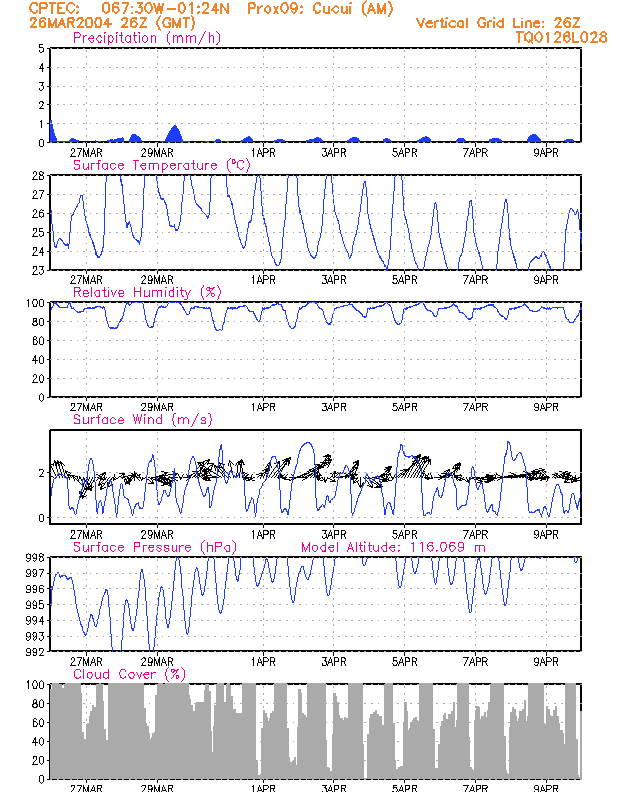 CPTEC: 067:30W-01:24N Prox09: Cucui (AM)
26MAR2004 26Z (GMT) Vertical Grid Line: 26Z
TQ0126L028
Precipitation (mm/h)
5
4
3
2
1
0
27MAR 29MAR 1APR 3APR 5APR 7APR 9APR
Surface Temperature (ºC)
28
27
26
25
24
23
27MAR 29MAR 1APR 3APR 5APR 7APR 9APR
Relative Humidity (%)
100
80
60
40
20
0
27MAR 29MAR 1APR 3APR 5APR 7APR 9APR
Surface Wind (m/s)
2
0
27MAR 29MAR 1APR 3APR 5APR 7APR 9APR
Surface Pressure (hPa) Model Altitude: 116.069 m
998
997
996
995
994
993
992
27MAR 29MAR 1APR 3APR 5APR 7APR 9APR
Cloud Cover (%)
100
80
60
40
20
0
27MAR 29MAR 1APR 3APR 5APR 7APR 9APR